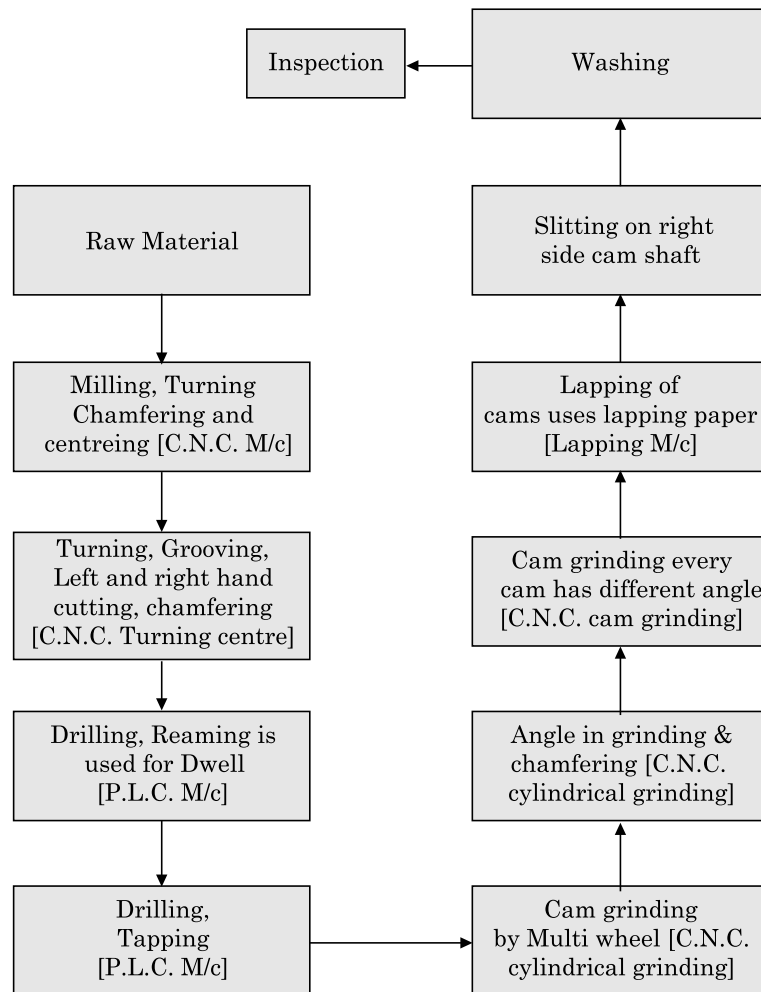 Inspection
Washing
Raw Material
Milling, Turning
Chamfering and
centreing [C.N.C. M/c]
Turning, Grooving,
Left and right hand
cutting, chamfering
[C.N.C. Turning centre]
Drilling, Reaming is
used for Dwell
[P.L.C. M/c]
Drilling,
Tapping
[P.L.C. M/c]
Cam grinding
by Multi wheel [C.N.C.
cylindrical grinding]
Angle in grinding &
chamfering [C.N.C.
cylindrical grinding]
Cam grinding every
cam has different angle
[C.N.C. cam grinding]
Lapping of
cams uses lapping paper
[Lapping M/c]
Slitting on right
side cam shaft